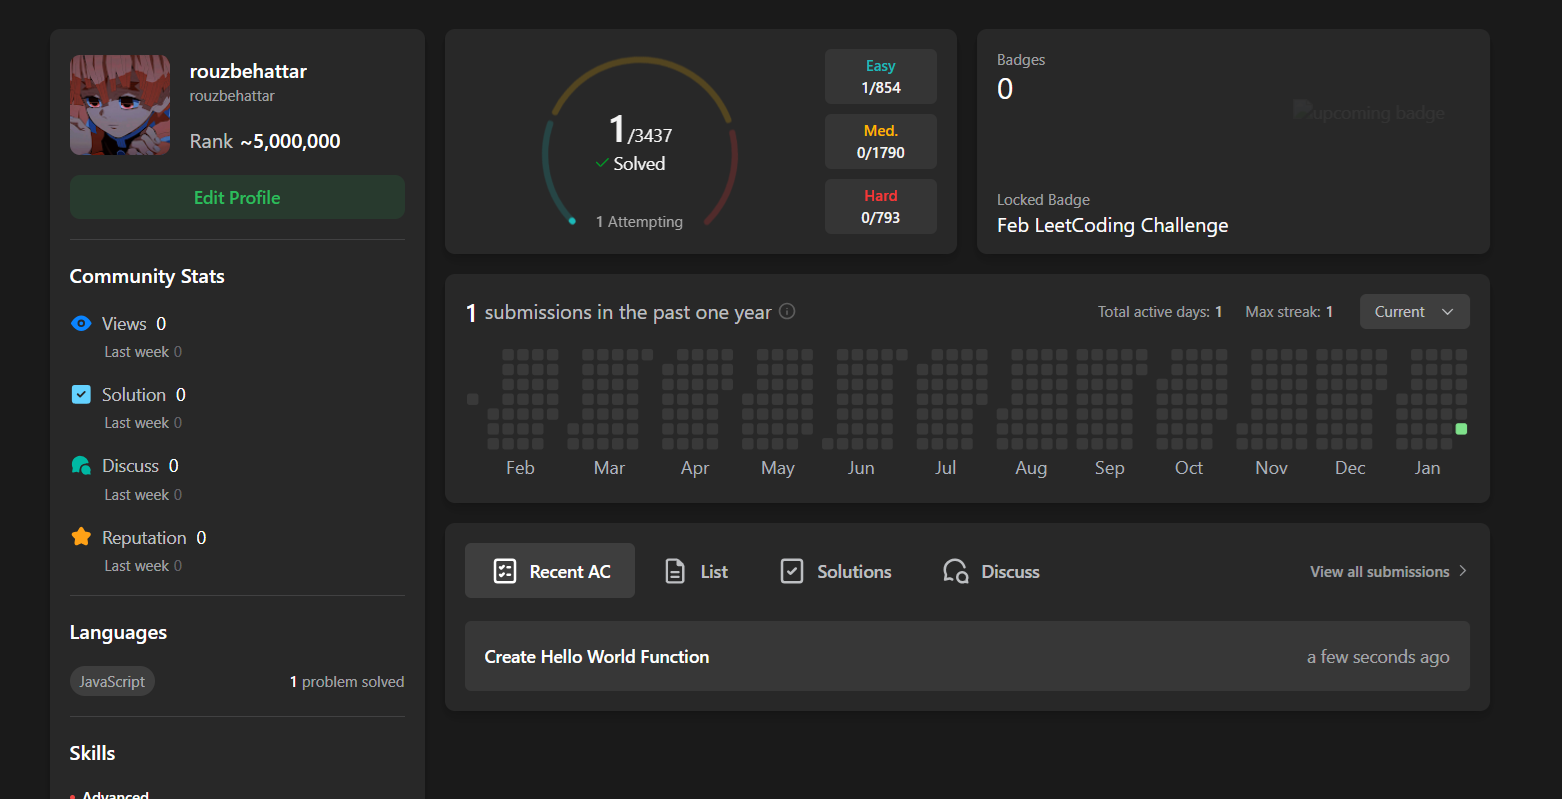 rouzbehattar
rouzbehattar
Rank ~5,000,000
Edit Profile
Community Stats
Views 0
Last week 0
Solution 0
Last week 0
Discuss 0
Last week 0
Reputation 0
Last week 0
Languages
JavaScript 1 problem solved
Skills
Advanced
1/3437
Solved
1 Attempting
Easy
1/854
Med.
0/1790
Hard
0/793
Badges
0
upcoming badge
Locked Badge
Feb LeetCoding Challenge
1 submissions in the past one year
Total active days: 1 Max streak: 1 Current
Feb Mar Apr May Jun Jul Aug Sep Oct Nov Dec Jan
Recent AC List Solutions Discuss View all submissions
Create Hello World Function a few seconds ago